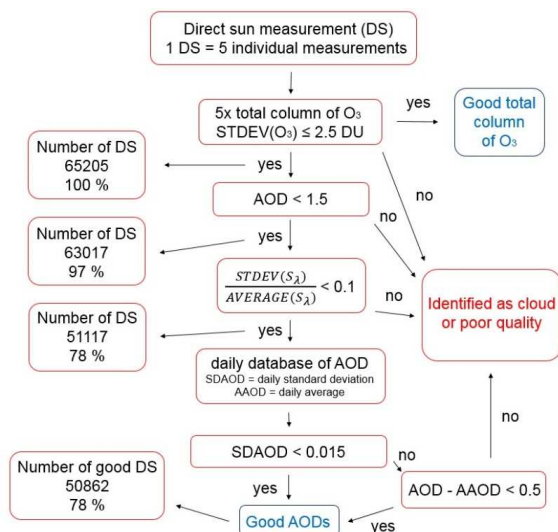 Direct sun measurement (DS)
1 DS = 5 individual measurements
5x total column of O₃
STDEV(O₃) ≤ 2.5 DU
yes
Good total
column
of O₃
Number of DS
65205
100 %
yes
no
AOD < 1.5
no
Number of DS
63017
97 %
yes
STDEV(Sλ)
AVERAGE(Sλ)
< 0.1
no
Identified as cloud
or poor quality
Number of DS
51117
78 %
yes
daily database of AOD
SDAOD = daily standard deviation
AAOD = daily average
no
SDAOD < 0.015
no
Number of good DS
50862
78 %
yes
AOD - AAOD < 0.5
Good AODs
yes